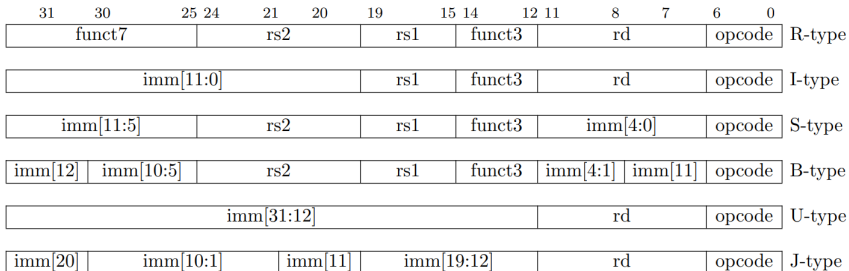 31 30 25 24 21 20 19 15 14 12 11 8 7 6 0
funct7 rs2 rs1 funct3 rd opcode R-type
imm[11:0] rs1 funct3 rd opcode I-type
imm[11:5] rs2 rs1 funct3 imm[4:0] opcode S-type
imm[12] imm[10:5] rs2 rs1 funct3 imm[4:1] imm[11] opcode B-type
imm[31:12] rd opcode U-type
imm[20] imm[10:1] imm[11] imm[19:12] rd opcode J-type